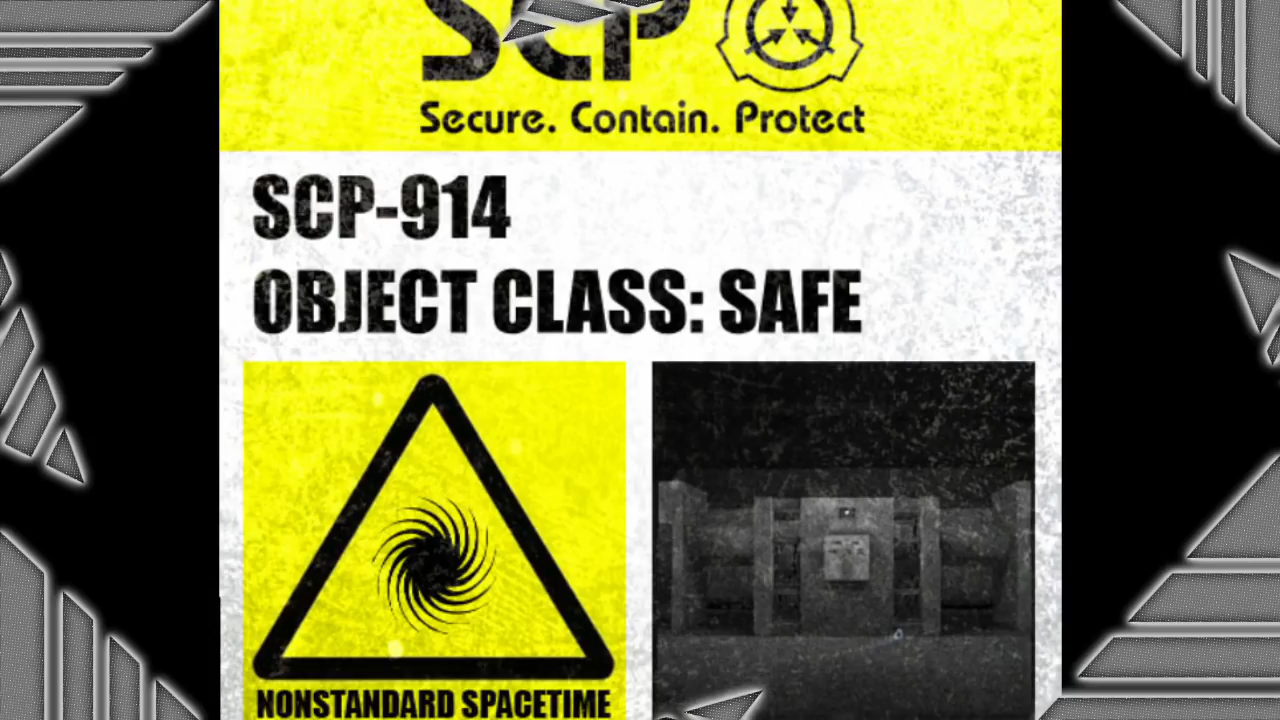 SCP
Secure. Contain. Protect
SCP-914
OBJECT CLASS: SAFE
NONSTANDARD SPACETIME